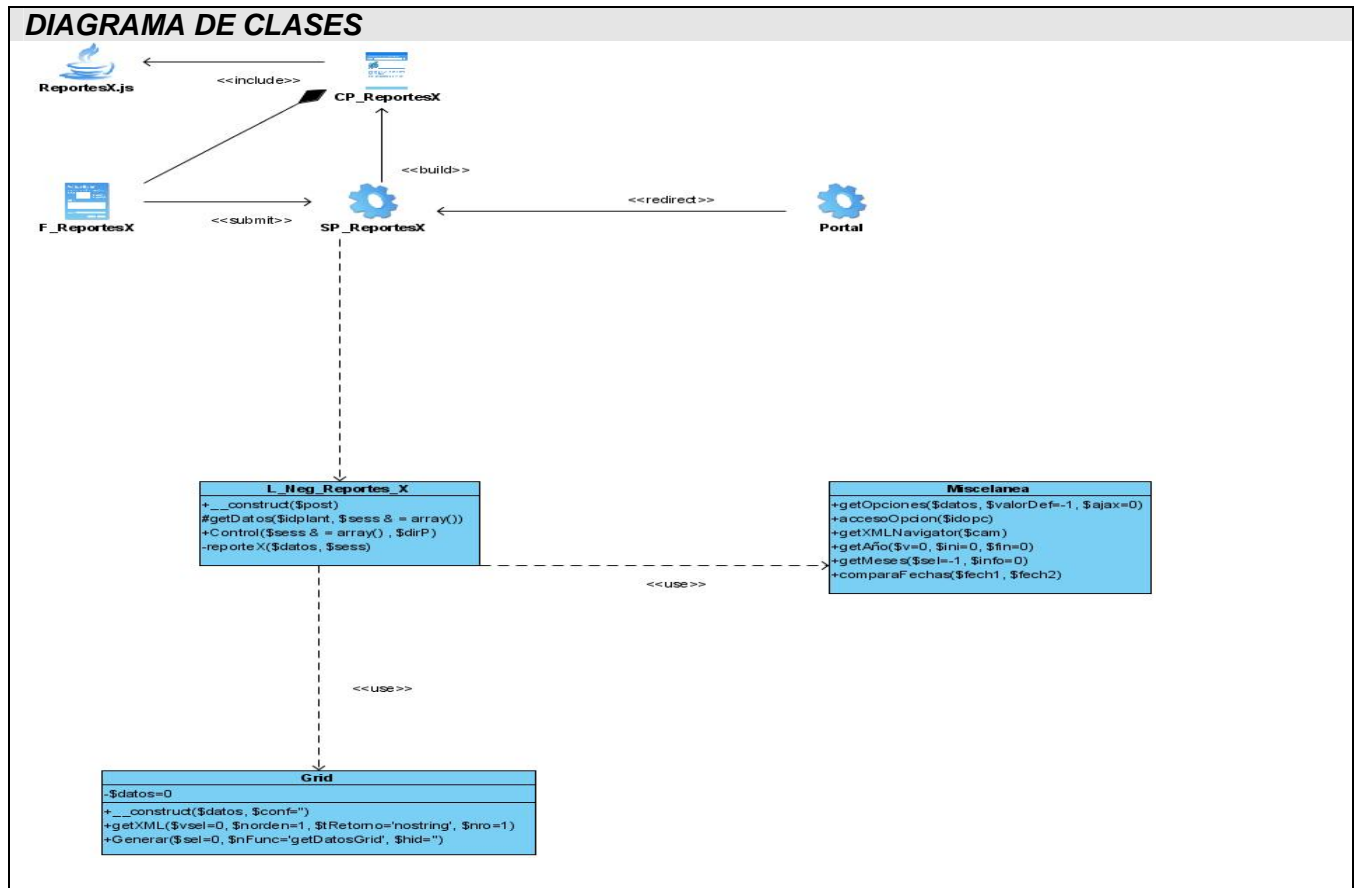 DIAGRAMA DE CLASES
ReportesX.js
<<include>>
CP_ReportesX
<<build>>
F_ReportesX
<<submit>>
SP_ReportesX
<<redirect>>
Portal
L_Neg_Reportes_X
+__construct($post)
#getDatos($idplant, $sess & = array())
+Control($sess & = array() , $dirP)
-reporteX($datos, $sess)
<<use>>
Miscelanea
+getOpciones($datos, $valorDef=-1, $ajax=0)
+accesoOpcion($idopc)
+getXMLNavigator($cam)
+getAño($v=0, $ini=0, $fin=0)
+getMeses($sel=-1, $info=0)
+comparaFechas($fech1, $fech2)
<<use>>
Grid
-$datos=0
+__construct($datos, $conf='')
+getXML($vsel=0, $norden=1, $tRetorno='nostring', $nro=1)
+Generar($sel=0, $nFunc='getDatosGrid', $hid='')